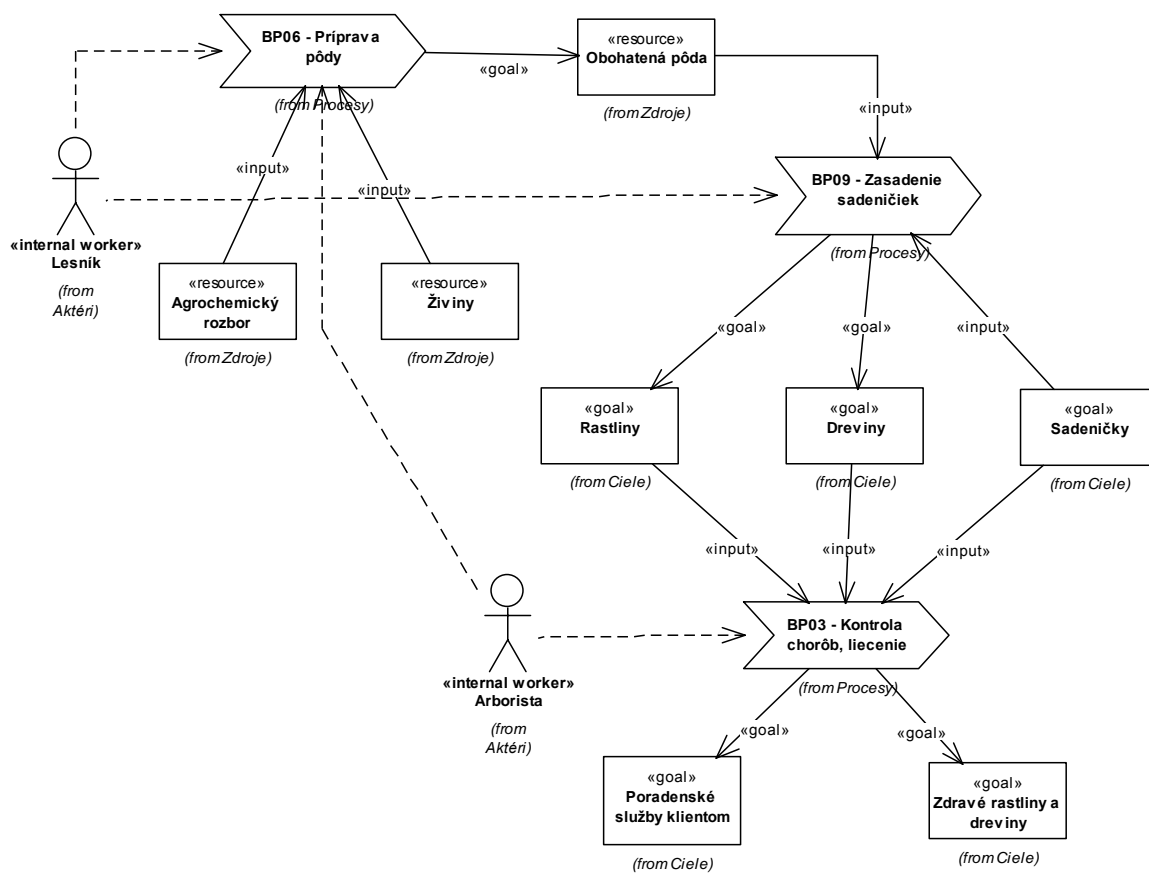 BP06 - Príprava
pôdy
(from Procesy)
«goal»
«resource»
Obohatená pôda
(from Zdroje)
«input»
BP09 - Zasadenie
sadeničiek
(from Procesy)
«internal worker»
Lesník
(from
Aktéri)
«input»
«input»
«resource»
Agrochemický
rozbor
(from Zdroje)
«resource»
Živiny
(from Zdroje)
«goal»
«goal»
«input»
«goal»
Rastliny
(from Ciele)
«goal»
Dreviny
(from Ciele)
«goal»
Sadeničky
(from Ciele)
«input»
«input»
«input»
BP03 - Kontrola
chorôb, liecenie
(from Procesy)
«internal worker»
Arborista
(from
Aktéri)
«goal»
«goal»
«goal»
Poradenské
služby klientom
(from Ciele)
«goal»
Zdravé rastliny a
dreviny
(from Ciele)